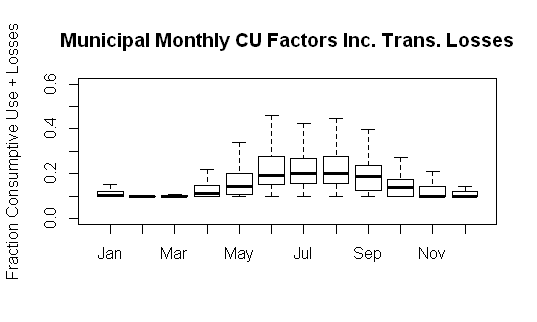 Municipal Monthly CU Factors Inc. Trans. Losses
Fraction Consumptive Use + Losses
0.6
0.4
0.2
0.0
Jan Mar May Jul Sep Nov